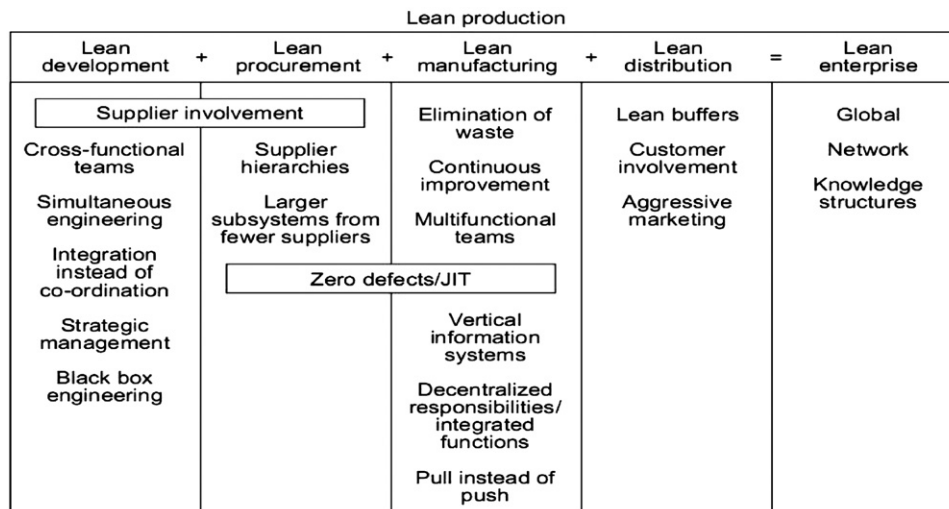 Lean production
Lean
development
+
Lean
procurement
+
Lean
manufacturing
+
Lean
distribution
=
Lean
enterprise
Supplier involvement
Cross-functional
teams
Simultaneous
engineering
Integration
instead of
co-ordination
Strategic
management
Black box
engineering
Supplier
hierarchies
Larger
subsystems from
fewer suppliers
Zero defects/JIT
Elimination of
waste
Continuous
improvement
Multifunctional
teams
Vertical
information
systems
Decentralized
responsibilities/
integrated
functions
Pull instead of
push
Lean buffers
Customer
involvement
Aggressive
marketing
Global
Network
Knowledge
structures